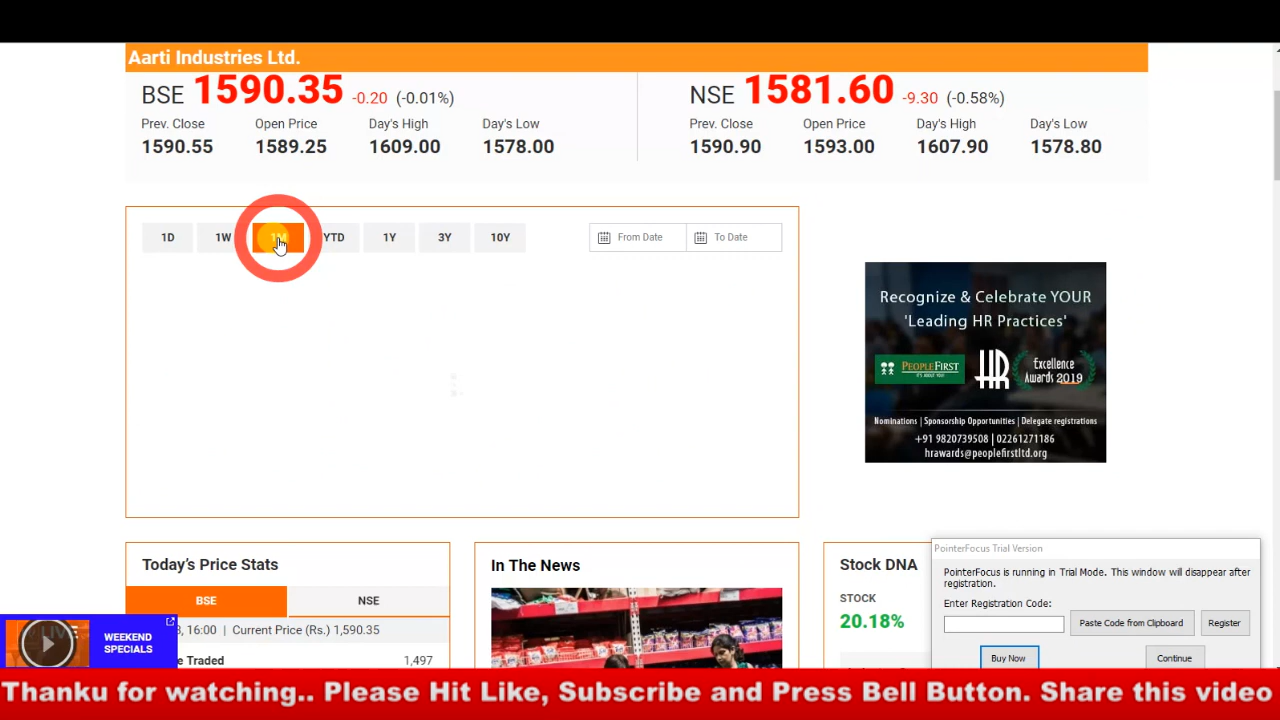 Aarti Industries Ltd.
BSE 1590.35 -0.20 (-0.01%)
Prev. Close Open Price Day's High Day's Low
1590.55 1589.25 1609.00 1578.00
NSE 1581.60 -9.30 (-0.58%)
Prev. Close Open Price Day's High Day's Low
1590.90 1593.00 1607.90 1578.80
1D 1W 1M YTD 1Y 3Y 10Y From Date To Date
Recognize & Celebrate YOUR
'Leading HR Practices'
PEOPLEFIRST
IT'S ABOUT YOU!
HR
Excellence
Awards 2019
Nominations | Sponsorship Opportunities | Delegate registrations
+91 9820739508 | 02261271186
hrawards@peoplefirstltd.org
Today's Price Stats
BSE NSE
, 16:00 | Current Price (Rs.) 1,590.35
Traded 1,497
In The News
Stock DNA
STOCK
20.18%
PointerFocus Trial Version
PointerFocus is running in Trial Mode. This window will disappear after
registration.
Enter Registration Code:
Paste Code from Clipboard Register
Buy Now Continue
WEEKEND
SPECIALS
Thanku for watching.. Please Hit Like, Subscribe and Press Bell Button. Share this video